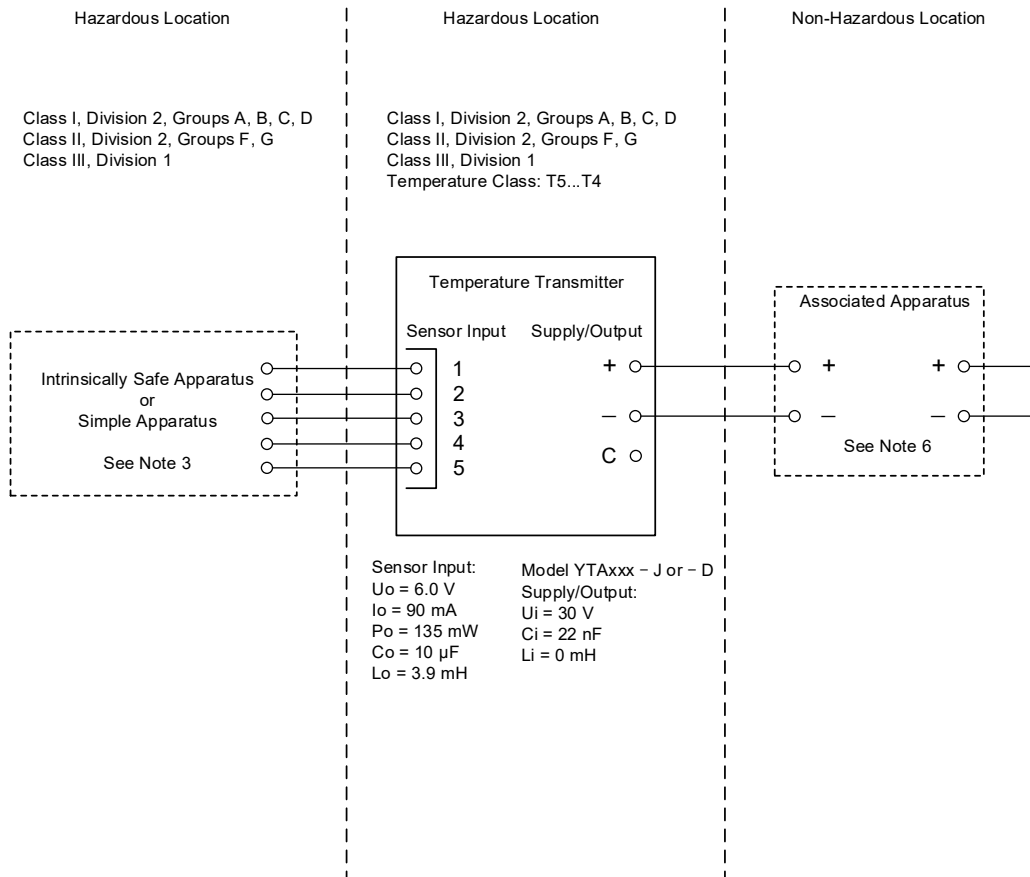 Hazardous Location
Hazardous Location
Non-Hazardous Location
Class I, Division 2, Groups A, B, C, D
Class II, Division 2, Groups F, G
Class III, Division 1
Class I, Division 2, Groups A, B, C, D
Class II, Division 2, Groups F, G
Class III, Division 1
Temperature Class: T5...T4
Intrinsically Safe Apparatus
or
Simple Apparatus
See Note 3
Temperature Transmitter
Sensor Input
Supply/Output
1
2
3
4
5
+
–
C
Associated Apparatus
+ +
– –
See Note 6
Sensor Input:
Uo = 6.0 V
Io = 90 mA
Po = 135 mW
Co = 10 μF
Lo = 3.9 mH
Model YTAxxx – J or – D
Supply/Output:
Ui = 30 V
Ci = 22 nF
Li = 0 mH